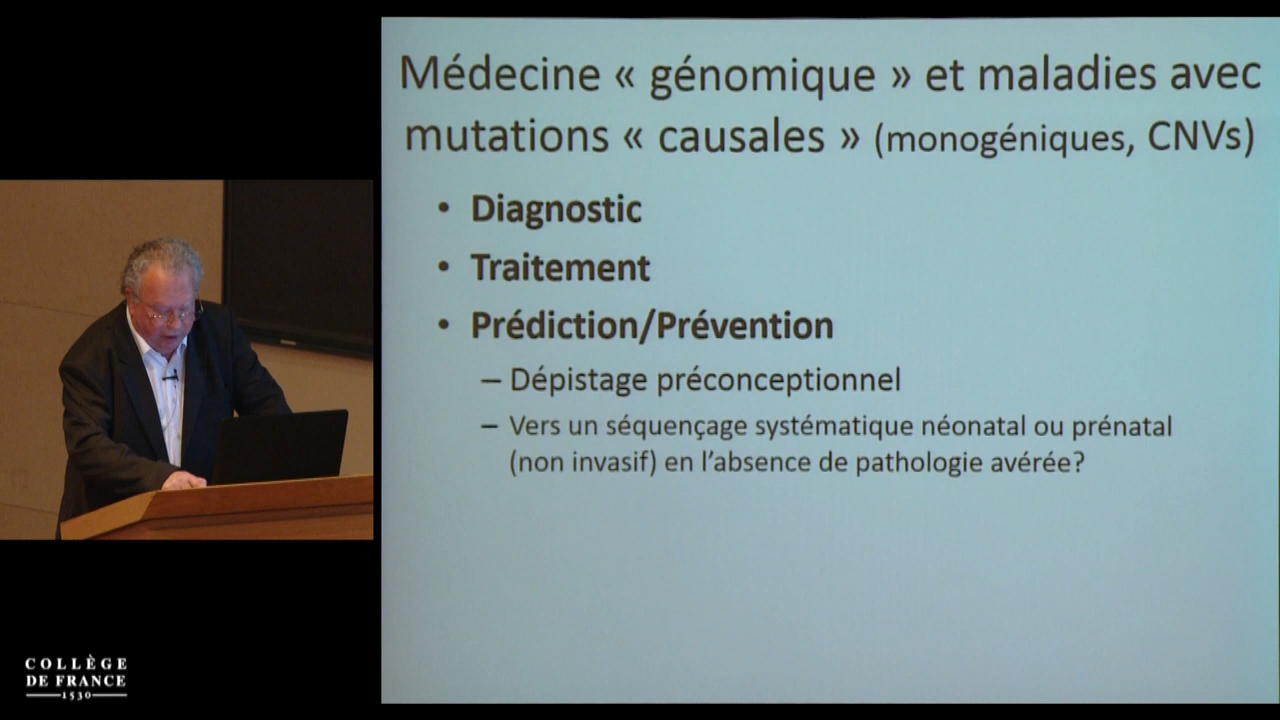 Médecine « génomique » et maladies avec
mutations « causales » (monogéniques, CNVs)
• Diagnostic
• Traitement
• Prédiction/Prévention
– Dépistage préconceptionnel
– Vers un séquençage systématique néonatal ou prénatal
(non invasif) en l’absence de pathologie avérée?
COLLÈGE
DE FRANCE
1530